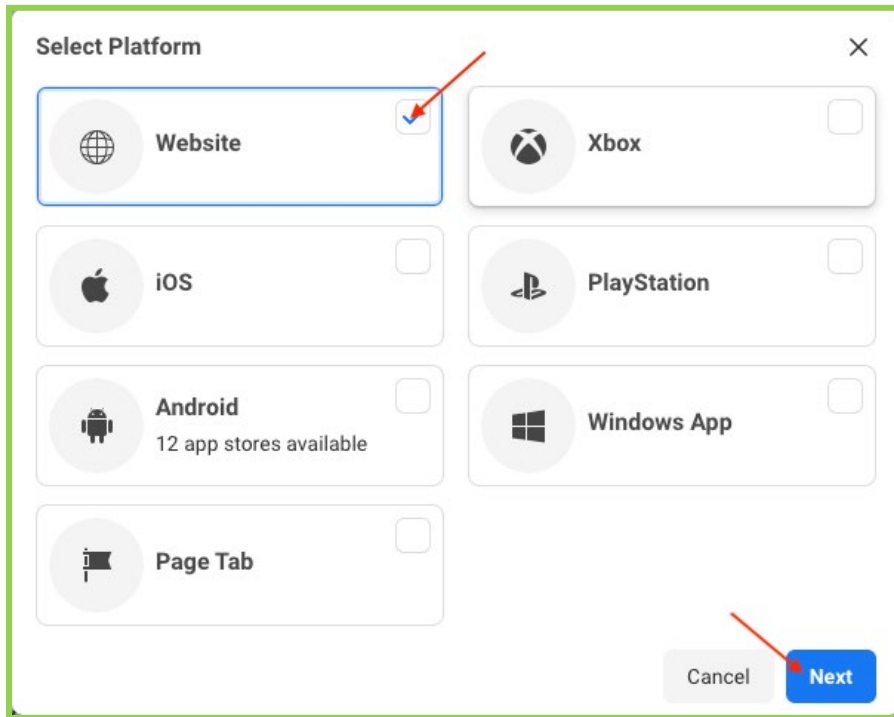 Select Platform
Website
Xbox
iOS
PlayStation
Android
12 app stores available
Windows App
Page Tab
Cancel
Next